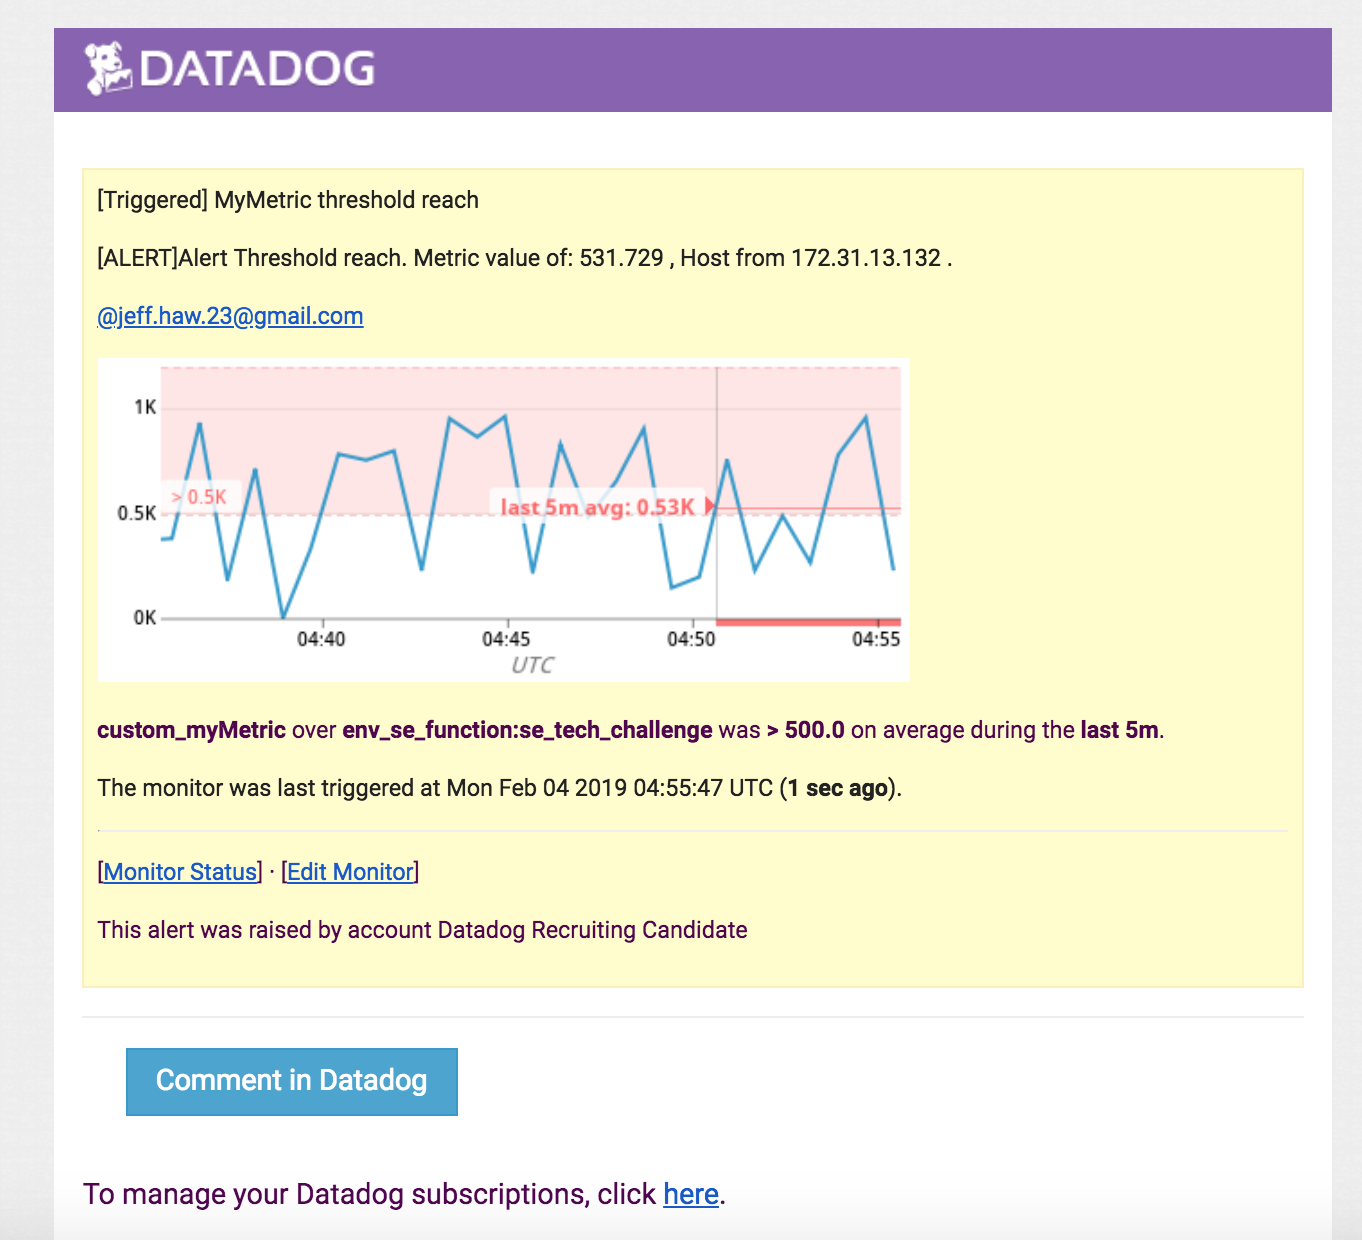 DATADOG
[Triggered] MyMetric threshold reach
[ALERT]Alert Threshold reach. Metric value of: 531.729 , Host from 172.31.13.132 .
@jeff.haw.23@gmail.com
1K
> 0.5K
0.5K
last 5m avg: 0.53K
0K
04:40 04:45 04:50 04:55
UTC
custom_myMetric over env_se_function:se_tech_challenge was > 500.0 on average during the last 5m.
The monitor was last triggered at Mon Feb 04 2019 04:55:47 UTC (1 sec ago).
[Monitor Status] · [Edit Monitor]
This alert was raised by account Datadog Recruiting Candidate
Comment in Datadog
To manage your Datadog subscriptions, click here.